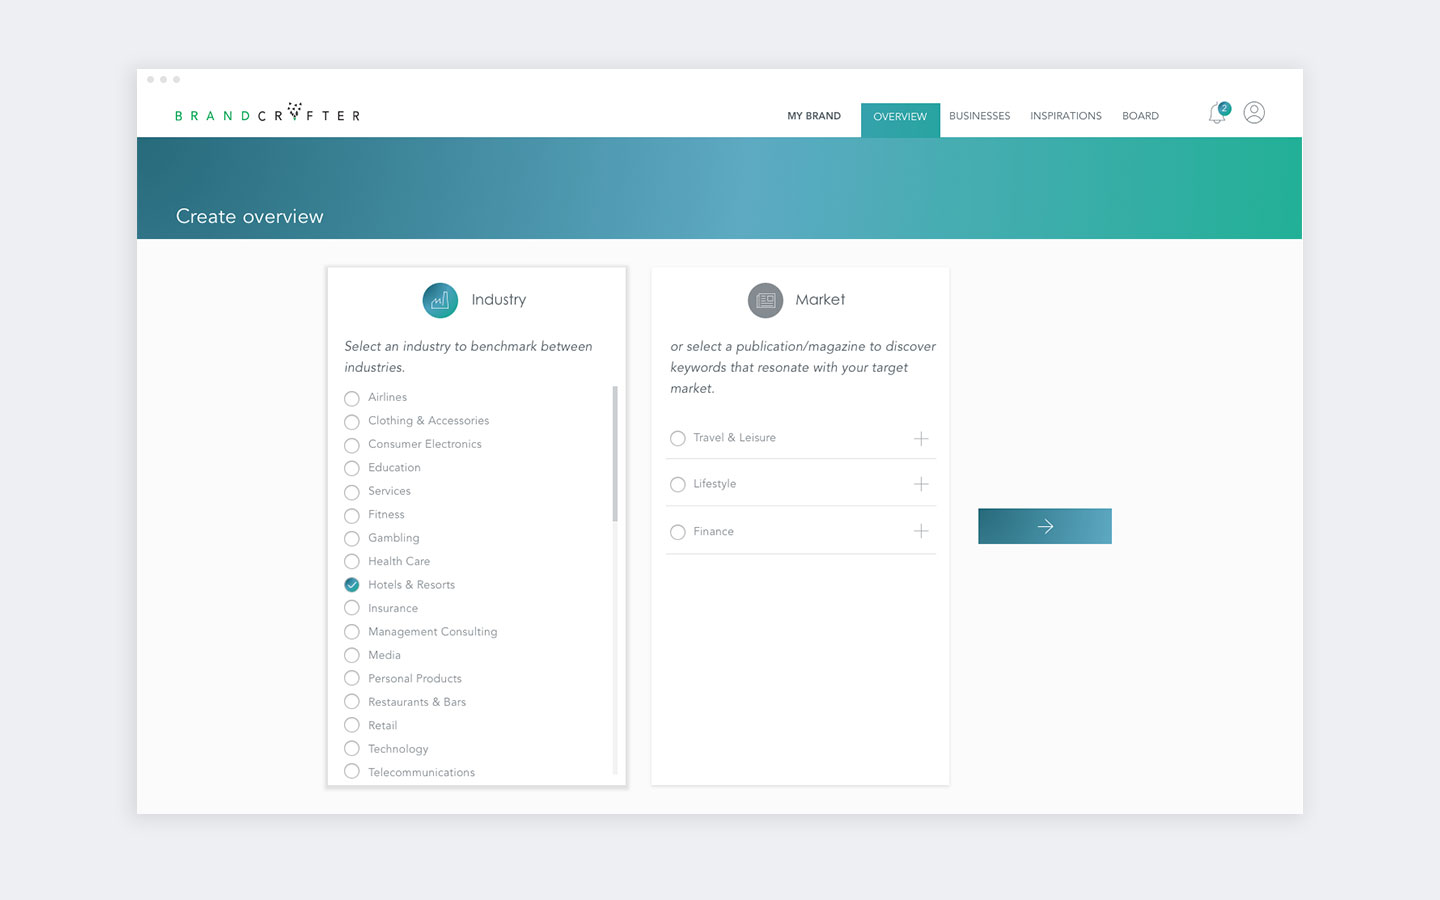 BRANDCRAFTER
MY BRAND
OVERVIEW
BUSINESSES
INSPIRATIONS
BOARD
2
Create overview
Industry
Select an industry to benchmark between
industries.
Airlines
Clothing & Accessories
Consumer Electronics
Education
Services
Fitness
Gambling
Health Care
Hotels & Resorts
Insurance
Management Consulting
Media
Personal Products
Restaurants & Bars
Retail
Technology
Telecommunications
Market
or select a publication/magazine to discover
keywords that resonate with your target
market.
Travel & Leisure
Lifestyle
Finance